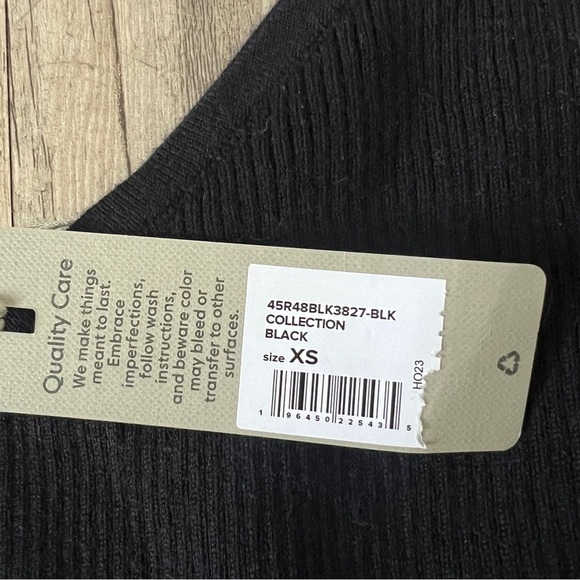 Quality Care
We make things
meant to last.
Embrace
imperfections,
follow wash
instructions,
and beware color
may bleed or
transfer to other
surfaces.
45R48BLK3827-BLK
COLLECTION
BLACK
size XS
HO23
1 96450 22543 5